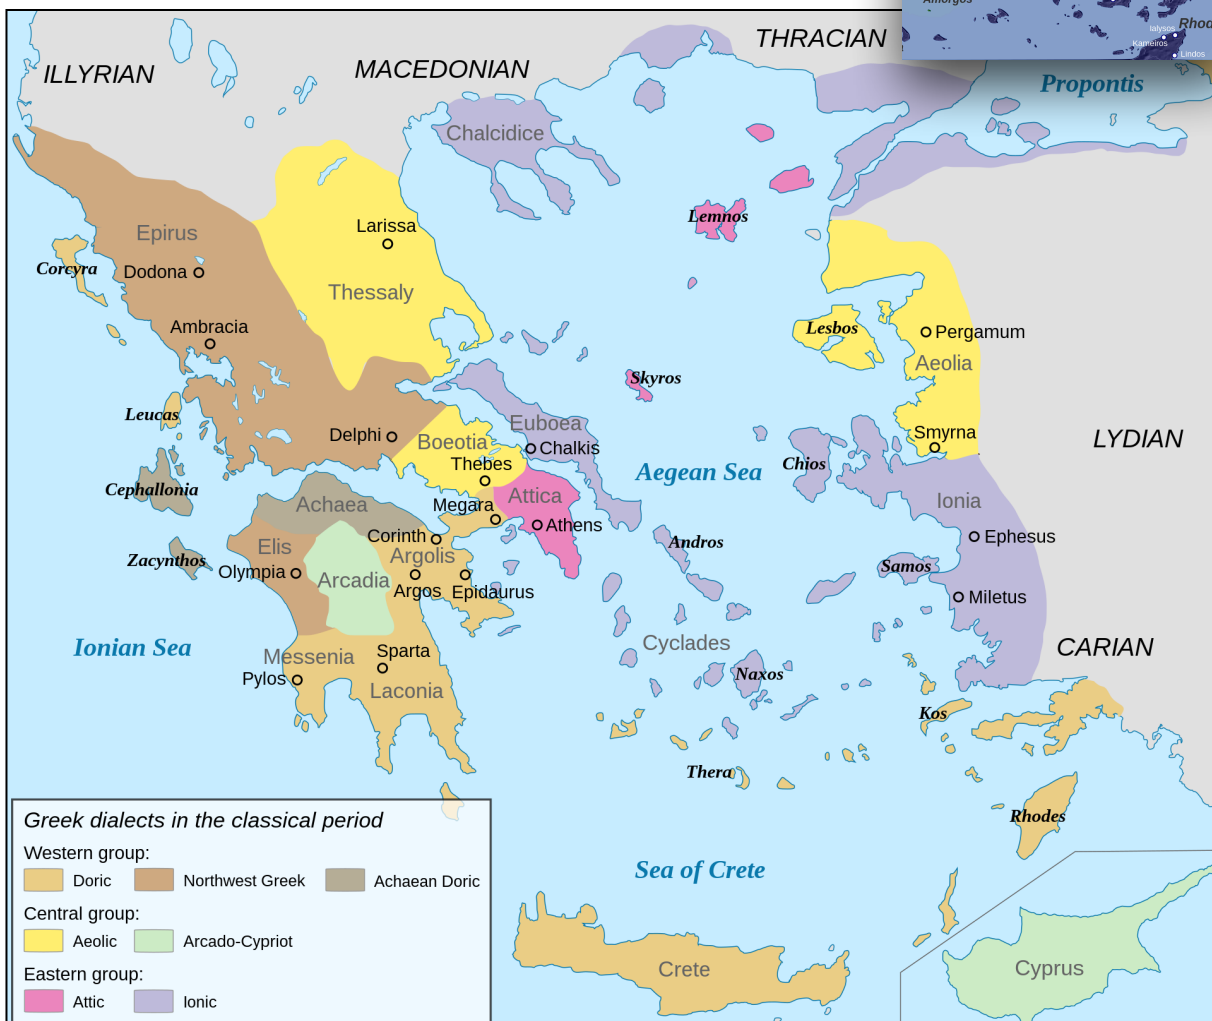 Amorgos
Ialysos
Kameiros
Lindos
THRACIAN
MACEDONIAN
ILLYRIAN
Propontis
Chalcidice
Lemnos
Larissa
Epirus
Corcyra
Dodona
Thessaly
Ambracia
Lesbos
Pergamum
Aeolia
Skyros
Leucas
Euboea
Delphi
Boeotia
Chalkis
Smyrna
LYDIAN
Thebes
Chios
Aegean Sea
Cephallonia
Attica
Achaea
Megara
Ionia
Athens
Corinth
Ephesus
Andros
Elis
Argolis
Zacynthos
Olympia
Arcadia
Samos
Argos
Epidaurus
Miletus
Ionian Sea
Cyclades
CARIAN
Messenia
Sparta
Pylos
Naxos
Laconia
Kos
Thera
Rhodes
Greek dialects in the classical period
Western group:
Doric
Northwest Greek
Achaean Doric
Central group:
Aeolic
Arcado-Cypriot
Eastern group:
Attic
Ionic
Sea of Crete
Crete
Cyprus